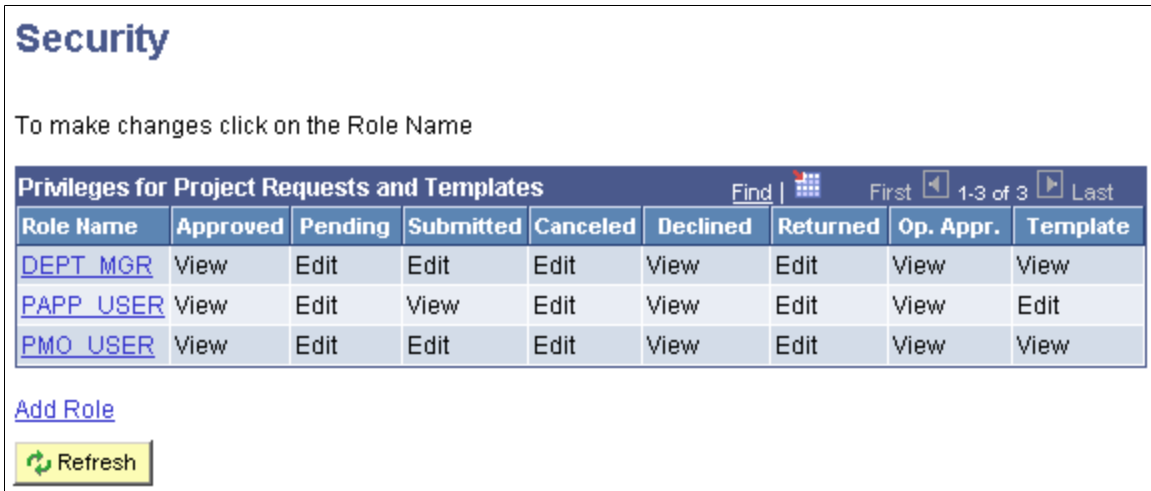 Security
To make changes click on the Role Name
Privileges for Project Requests and Templates Find | First 1-3 of 3 Last
Role Name Approved Pending Submitted Canceled Declined Returned Op. Appr. Template
DEPT_MGR View Edit Edit Edit View Edit View View
PAPP_USER View Edit View Edit View Edit View Edit
PMO_USER View Edit Edit Edit View Edit View View
Add Role
Refresh